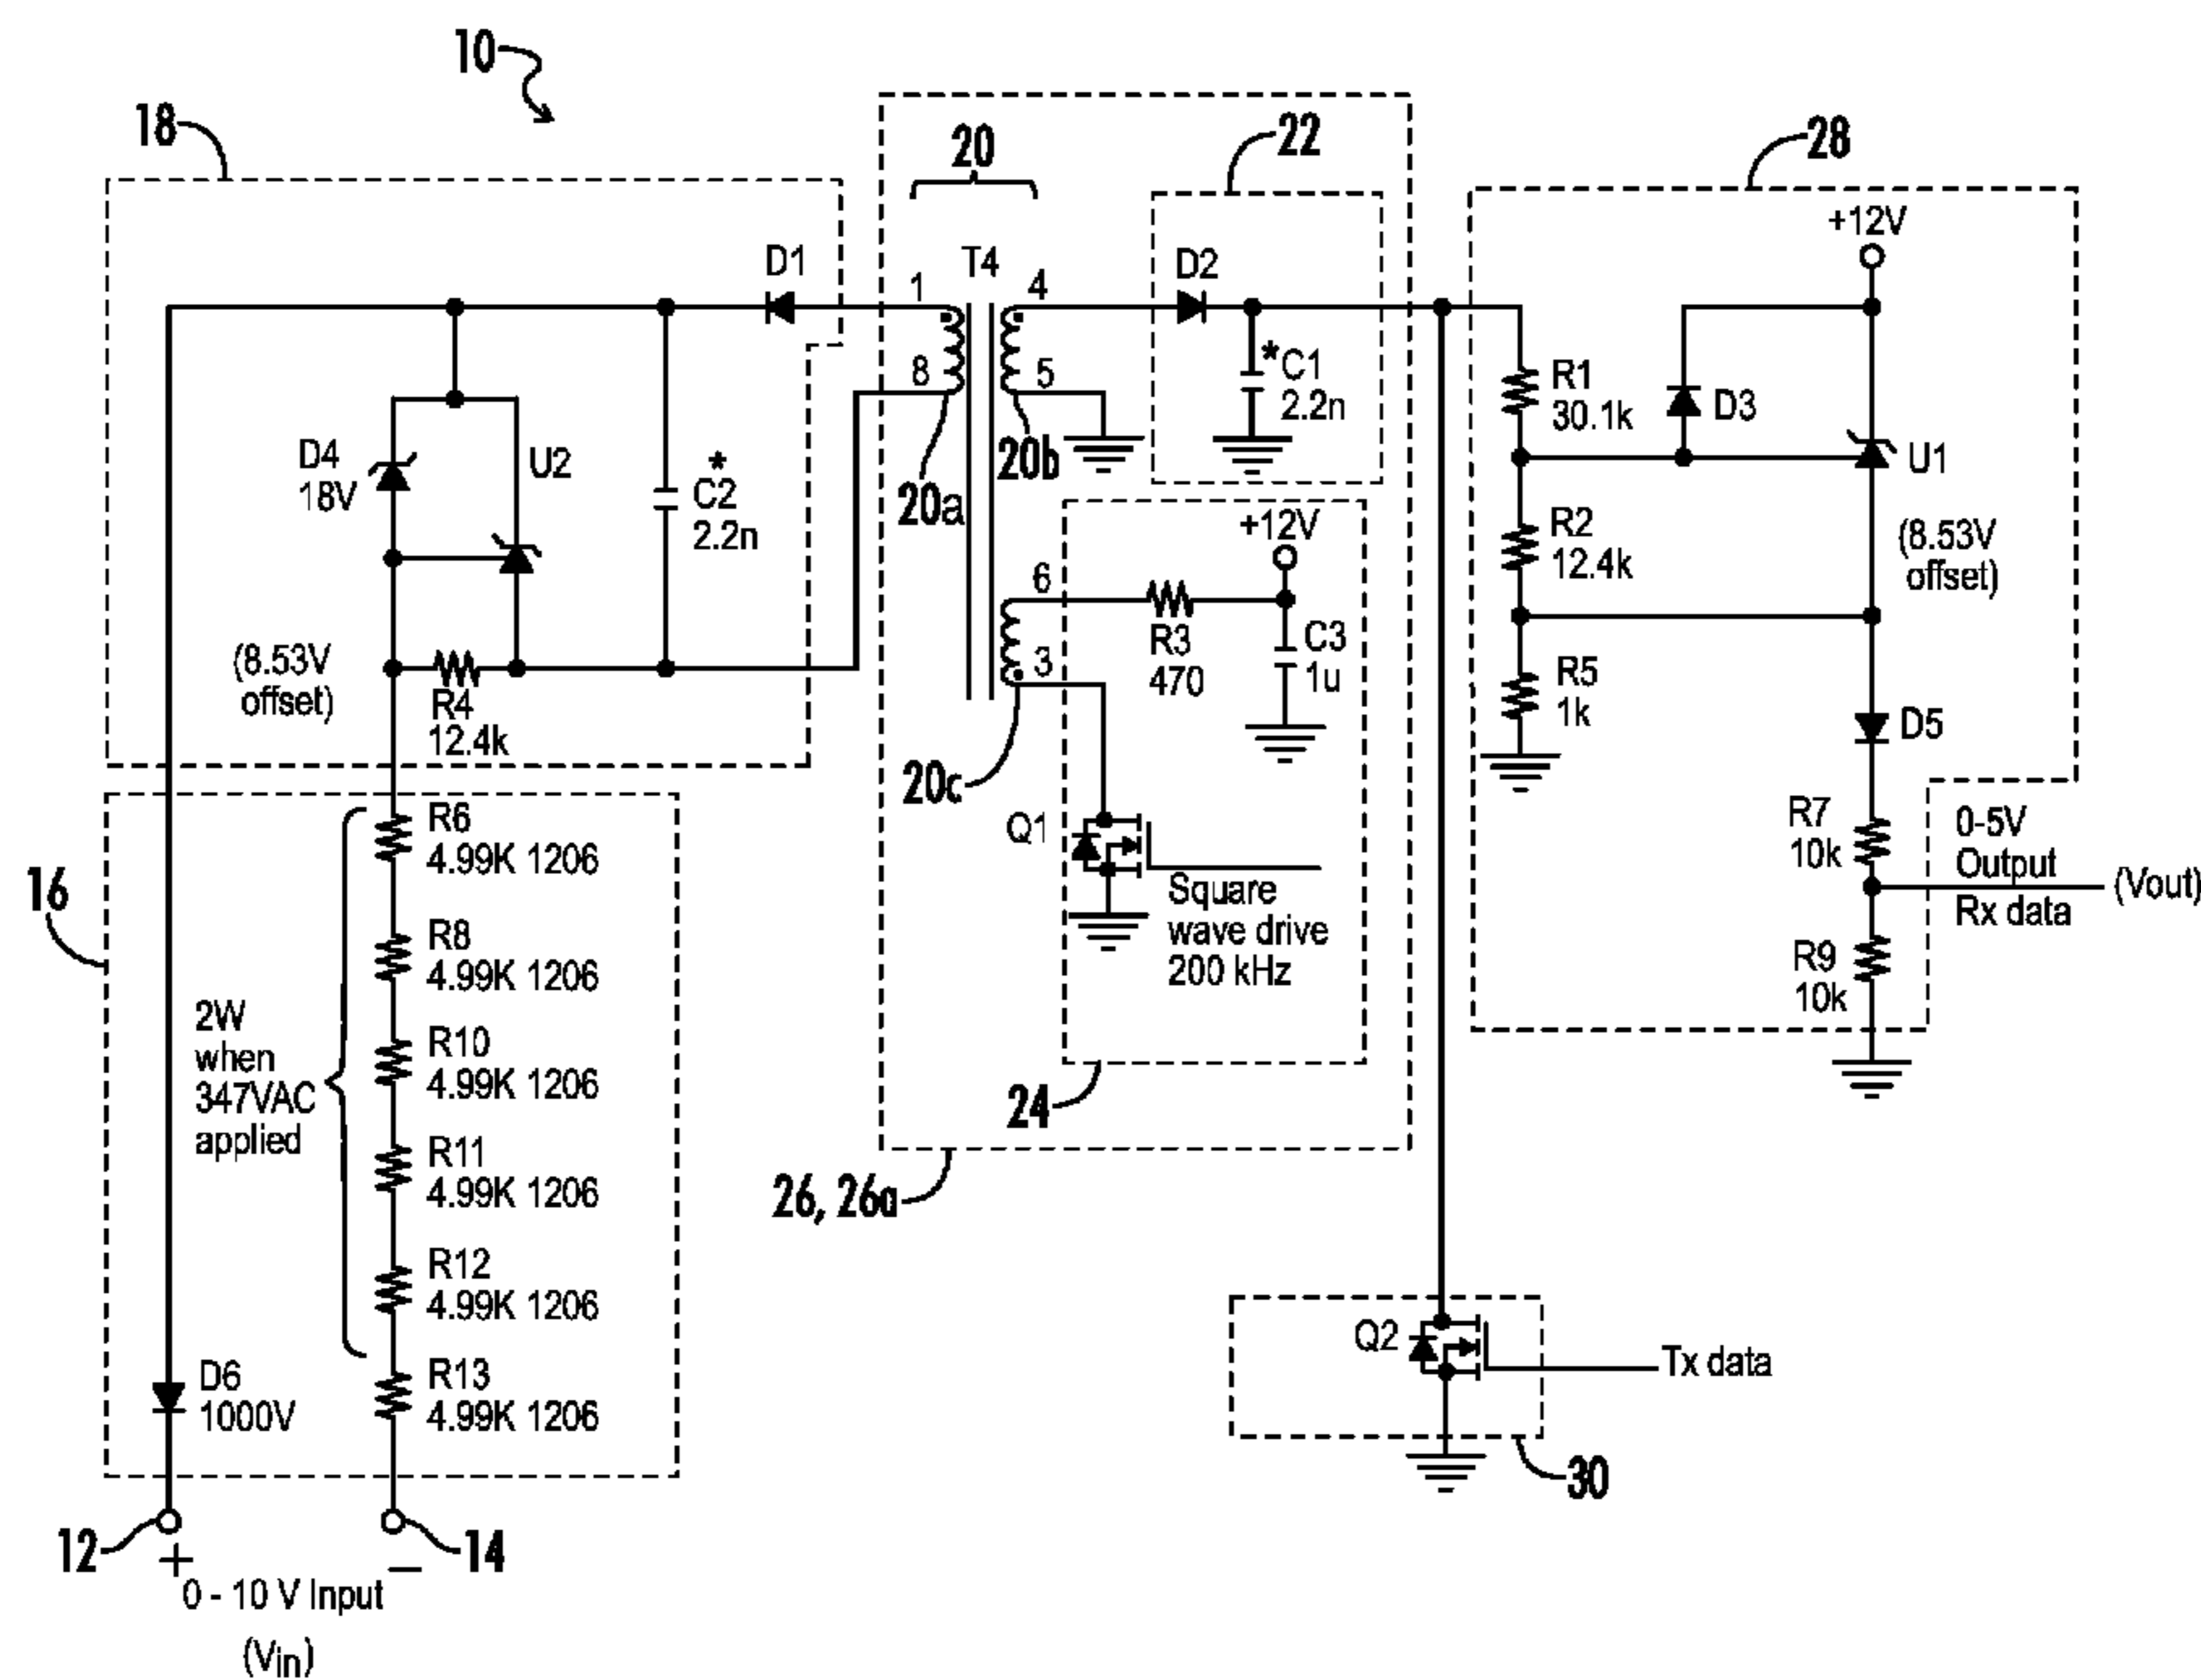 10
18
20
22
28
+12V
D1
1
T4
4
D2
8
5
*
C1
2.2n
R1
30.1k
D3
D4
18V
U2
*
C2
2.2n
20a
20b
U1
+12V
R2
12.4k
(8.53V
offset)
6
R3
470
C3
1u
3
(8.53V
offset)
R4
12.4k
R5
1k
D5
20c
R6
4.99K 1206
Q1
R7
10k
0-5V
Output
Rx data
(Vout)
16
Square
wave drive
200 kHz
R8
4.99K 1206
R9
10k
2W
when
347VAC
applied
R10
4.99K 1206
24
R11
4.99K 1206
26, 26a
R12
4.99K 1206
Q2
Tx data
D6
1000V
R13
4.99K 1206
30
12
14
+
–
0 - 10 V Input
(Vin)